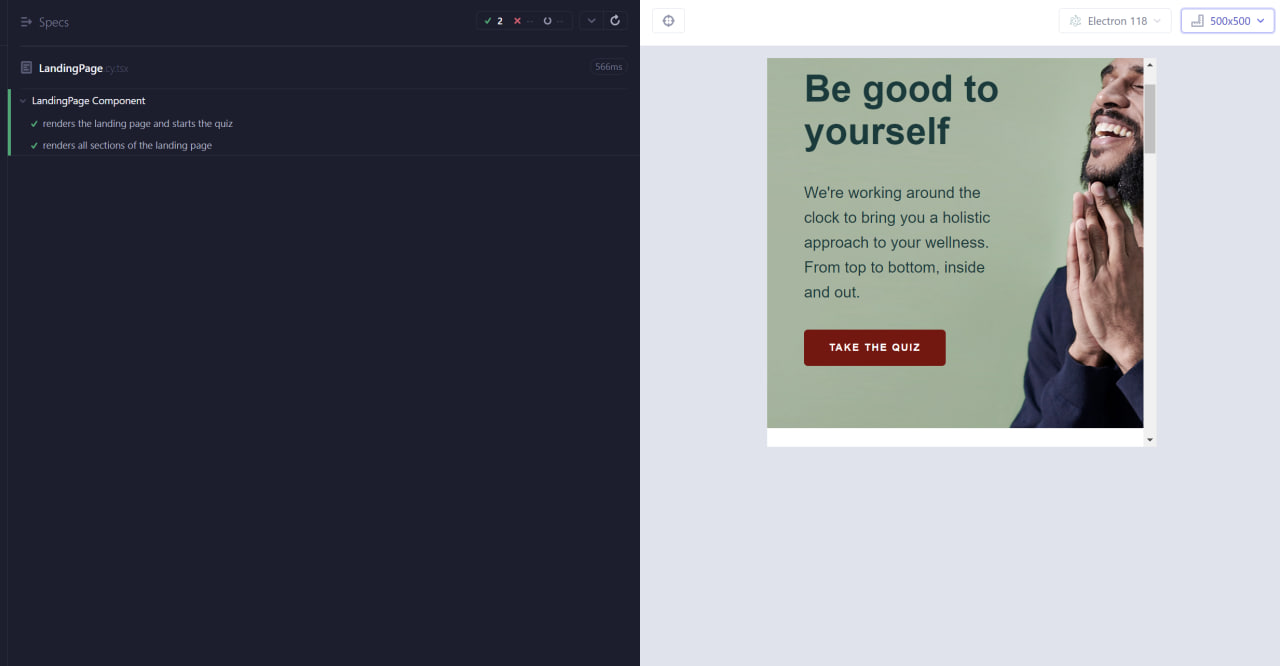 Specs
2 -- --
LandingPage.cy.tsx
566ms
LandingPage Component
renders the landing page and starts the quiz
renders all sections of the landing page
Electron 118
500x500
Be good to
yourself
We're working around the
clock to bring you a holistic
approach to your wellness.
From top to bottom, inside
and out.
TAKE THE QUIZ